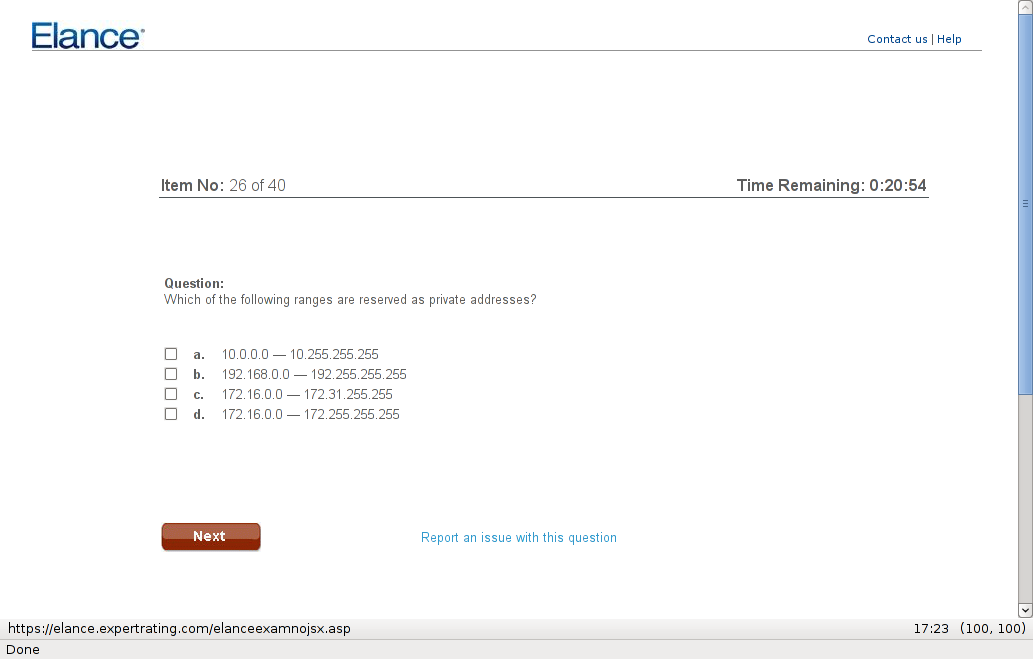 Elance®
Contact us | Help
Item No: 26 of 40
Time Remaining: 0:20:54
Question:
Which of the following ranges are reserved as private addresses?
a. 10.0.0.0 — 10.255.255.255
b. 192.168.0.0 — 192.255.255.255
c. 172.16.0.0 — 172.31.255.255
d. 172.16.0.0 — 172.255.255.255
Next
Report an issue with this question
https://elance.expertrating.com/elanceexamnojsx.asp
17:23 (100, 100)
Done